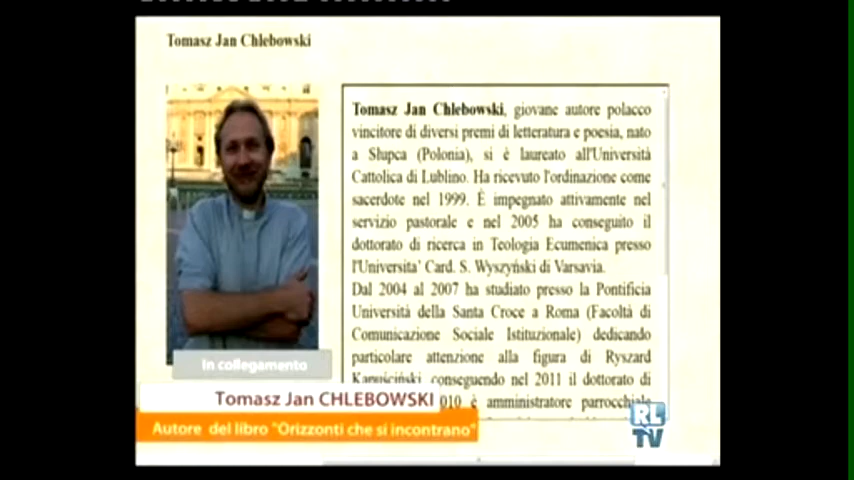 Tomasz Jan Chlebowski
Tomasz Jan Chlebowski, giovane autore polacco
vincitore di diversi premi di letteratura e poesia, nato
a Słupca (Polonia), si è laureato all'Università
Cattolica di Lublino. Ha ricevuto l'ordinazione come
sacerdote nel 1999. È impegnato attivamente nel
servizio pastorale e nel 2005 ha conseguito il
dottorato di ricerca in Teologia Ecumenica presso
l'Universita' Card. S. Wyszyński di Varsavia.
Dal 2004 al 2007 ha studiato presso la Pontificia
Università della Santa Croce a Roma (Facoltà di
Comunicazione Sociale Istituzionale) dedicando
particolare attenzione alla figura di Ryszard
Kapuściński, conseguendo nel 2011 il dottorato di
010 è amministratore parrocchiale
In collegamento
Tomasz Jan CHLEBOWSKI
Autore del libro "Orizzonti che si incontrano"
RL
TV